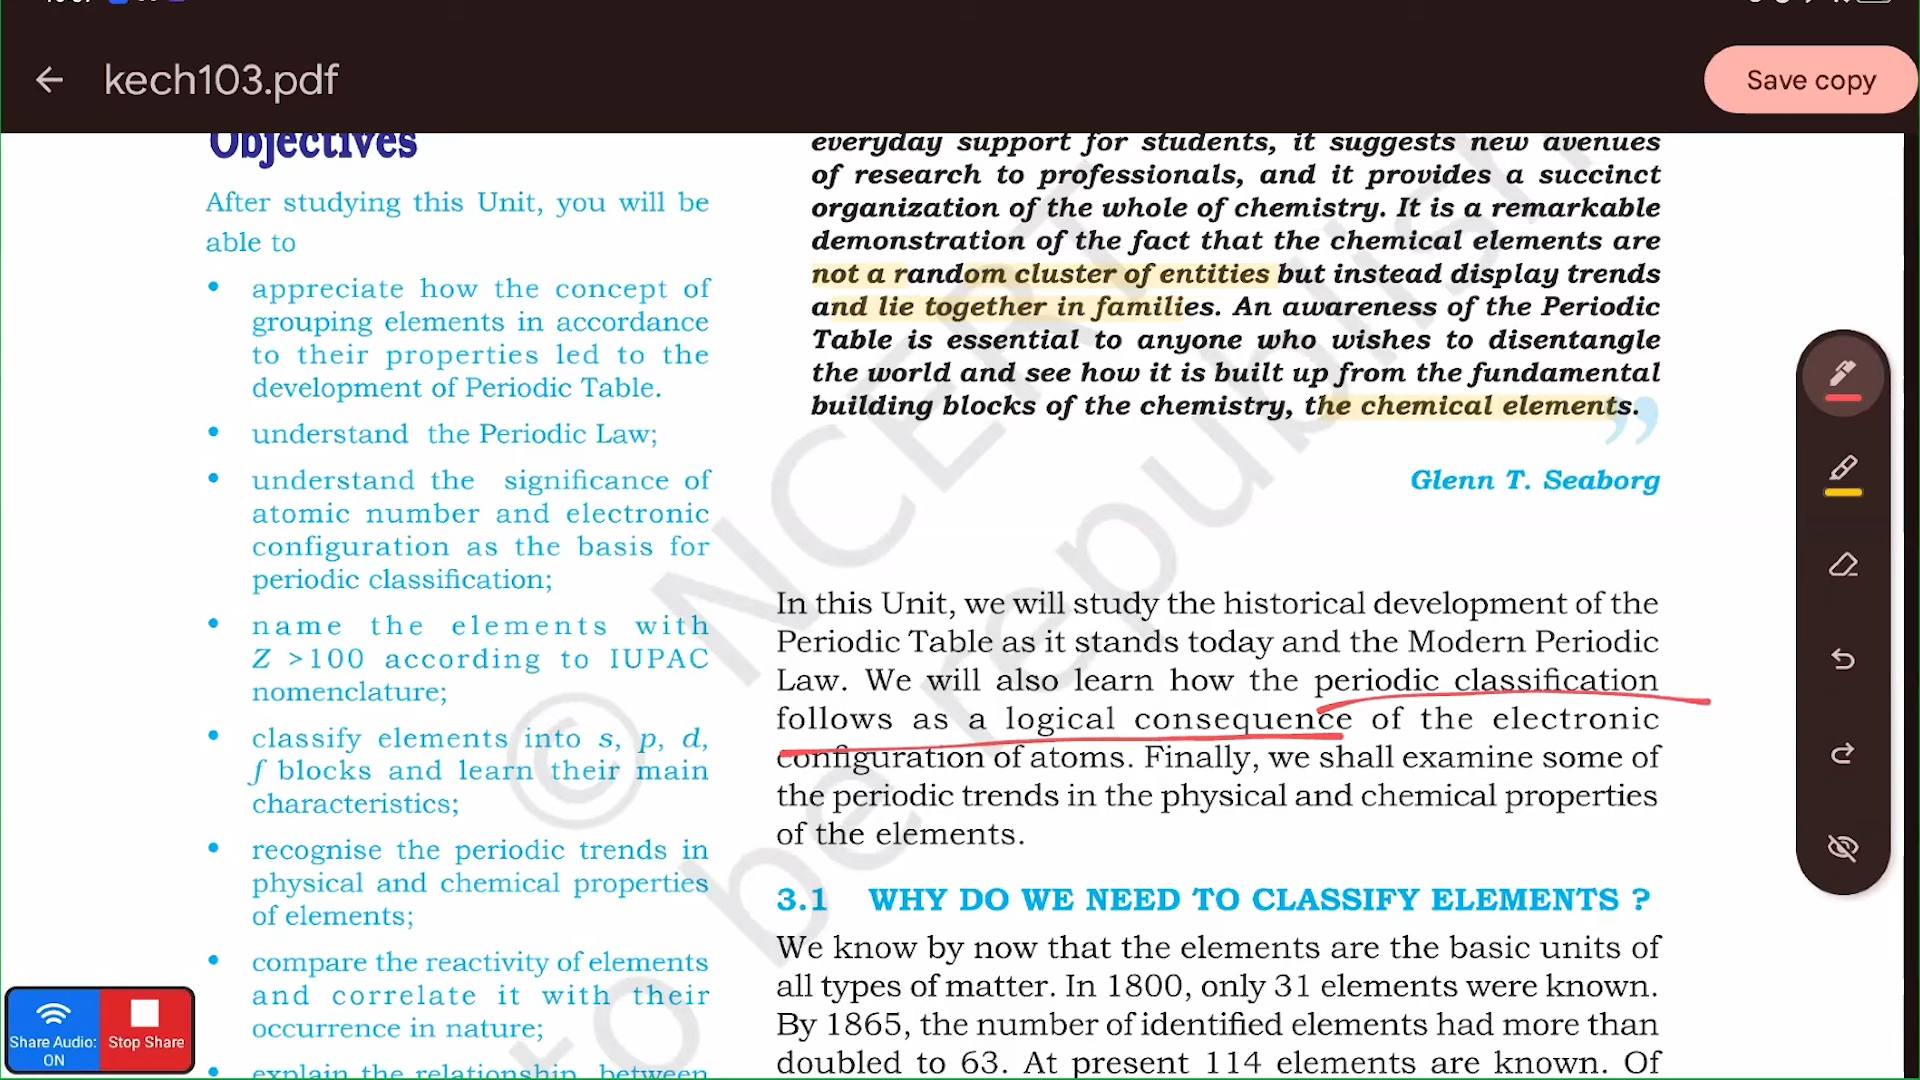 kech103.pdf
Save copy
Objectives
After studying this Unit, you will be
able to
• appreciate how the concept of
grouping elements in accordance
to their properties led to the
development of Periodic Table.
• understand the Periodic Law;
• understand the significance of
atomic number and electronic
configuration as the basis for
periodic classification;
• name the elements with
Z >100 according to IUPAC
nomenclature;
• classify elements into s, p, d,
f blocks and learn their main
characteristics;
• recognise the periodic trends in
physical and chemical properties
of elements;
• compare the reactivity of elements
and correlate it with their
occurrence in nature;
• explain the relationship between
everyday support for students, it suggests new avenues
of research to professionals, and it provides a succinct
organization of the whole of chemistry. It is a remarkable
demonstration of the fact that the chemical elements are
not a random cluster of entities but instead display trends
and lie together in families. An awareness of the Periodic
Table is essential to anyone who wishes to disentangle
the world and see how it is built up from the fundamental
building blocks of the chemistry, the chemical elements.
”
Glenn T. Seaborg
In this Unit, we will study the historical development of the
Periodic Table as it stands today and the Modern Periodic
Law. We will also learn how the periodic classification
follows as a logical consequence of the electronic
configuration of atoms. Finally, we shall examine some of
the periodic trends in the physical and chemical properties
of the elements.
3.1 WHY DO WE NEED TO CLASSIFY ELEMENTS ?
We know by now that the elements are the basic units of
all types of matter. In 1800, only 31 elements were known.
By 1865, the number of identified elements had more than
doubled to 63. At present 114 elements are known. Of
© NCERT
to be republish
Share Audio:
ON
Stop Share